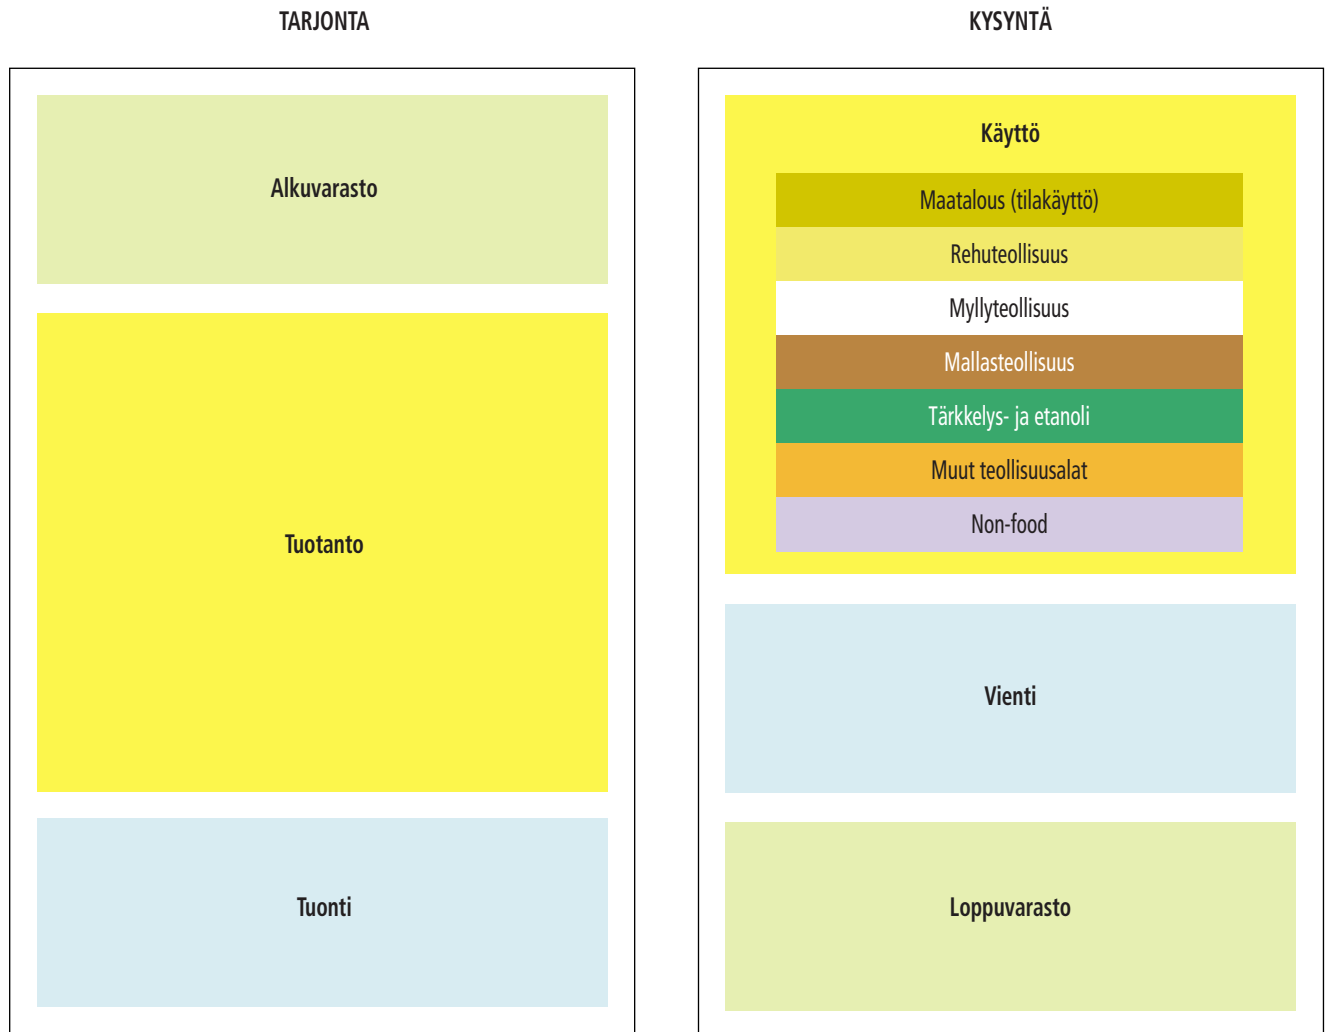 TARJONTA
Alkuvarasto
Tuotanto
Tuonti
KYSYNTÄ
Käyttö
Maatalous (tilakäyttö)
Rehuteollisuus
Myllyteollisuus
Mallasteollisuus
Tärkkelys- ja etanoli
Muut teollisuusalat
Non-food
Vienti
Loppuvarasto